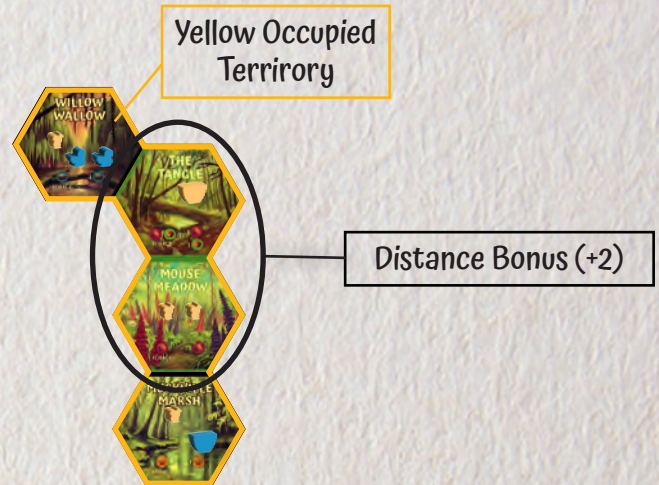 Yellow Occupied
Terrirory
WILLOW
WALLOW
THE
TANGLE
Distance Bonus (+2)
MOUSE
MEADOW
MARSH